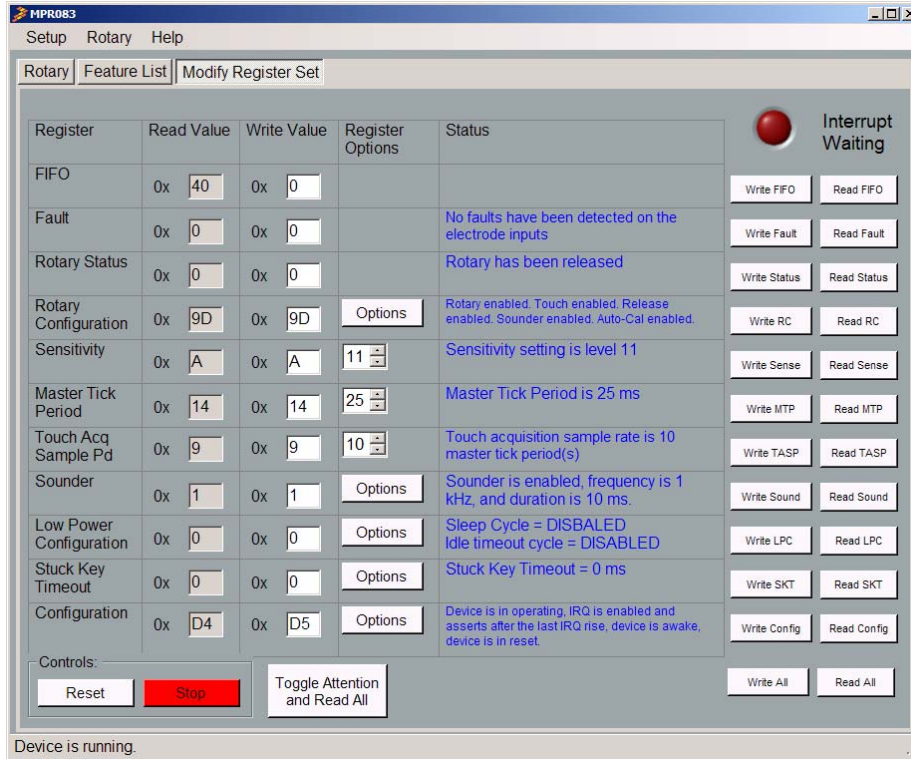 MPR083
Setup Rotary Help
Rotary Feature List Modify Register Set
Register Read Value Write Value Register Options Status
Interrupt Waiting
FIFO 0x 40 0x 0 Write FIFO Read FIFO
Fault 0x 0 0x 0 No faults have been detected on the
electrode inputs Write Fault Read Fault
Rotary Status 0x 0 0x 0 Rotary has been released Write Status Read Status
Rotary
Configuration 0x 9D 0x 9D Options Rotary enabled. Touch enabled. Release
enabled. Sounder enabled. Auto-Cal enabled. Write RC Read RC
Sensitivity 0x A 0x A 11 Sensitivity setting is level 11 Write Sense Read Sense
Master Tick
Period 0x 14 0x 14 25 Master Tick Period is 25 ms Write MTP Read MTP
Touch Acq
Sample Pd 0x 9 0x 9 10 Touch acquisition sample rate is 10
master tick period(s) Write TASP Read TASP
Sounder 0x 1 0x 1 Options Sounder is enabled, frequency is 1
kHz, and duration is 10 ms. Write Sound Read Sound
Low Power
Configuration 0x 0 0x 0 Options Sleep Cycle = DISBALED
Idle timeout cycle = DISABLED Write LPC Read LPC
Stuck Key
Timeout 0x 0 0x 0 Options Stuck Key Timeout = 0 ms Write SKT Read SKT
Configuration 0x D4 0x D5 Options Device is in operating, IRQ is enabled and
asserts after the last IRQ rise, device is awake,
device is in reset. Write Config Read Config
Controls:
Reset Stop
Toggle Attention
and Read All
Write All Read All
Device is running.